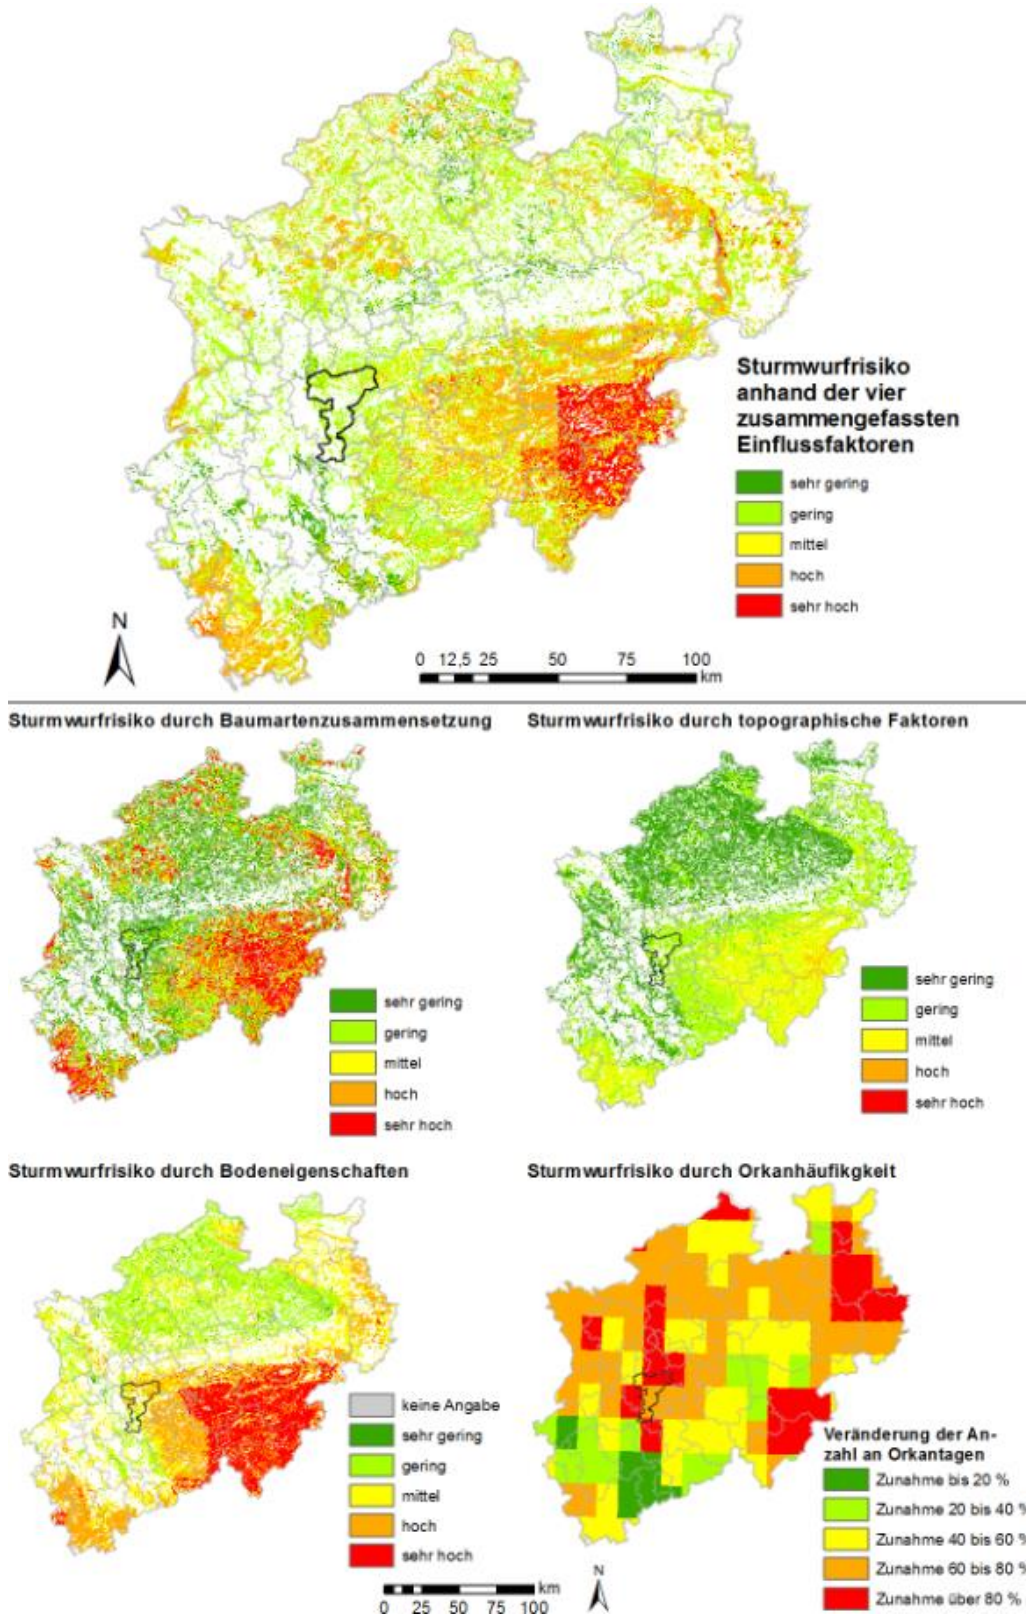 Sturmwurfrisiko
anhand der vier
zusammengefassten
Einflussfaktoren
sehr gering
gering
mittel
hoch
sehr hoch
N
0 12,5 25 50 75 100
km
Sturmwurfrisiko durch Baumartenzusammensetzung
sehr gering
gering
mittel
hoch
sehr hoch
Sturmwurfrisiko durch topographische Faktoren
sehr gering
gering
mittel
hoch
sehr hoch
Sturmwurfrisiko durch Bodeneigenschaften
keine Angabe
sehr gering
gering
mittel
hoch
sehr hoch
km
0 25 50 75 100
N
Sturmwurfrisiko durch Orkanhäufikgkeit
Veränderung der An-
zahl an Orkantagen
Zunahme bis 20 %
Zunahme 20 bis 40 %
Zunahme 40 bis 60 %
Zunahme 60 bis 80 %
Zunahme über 80 %